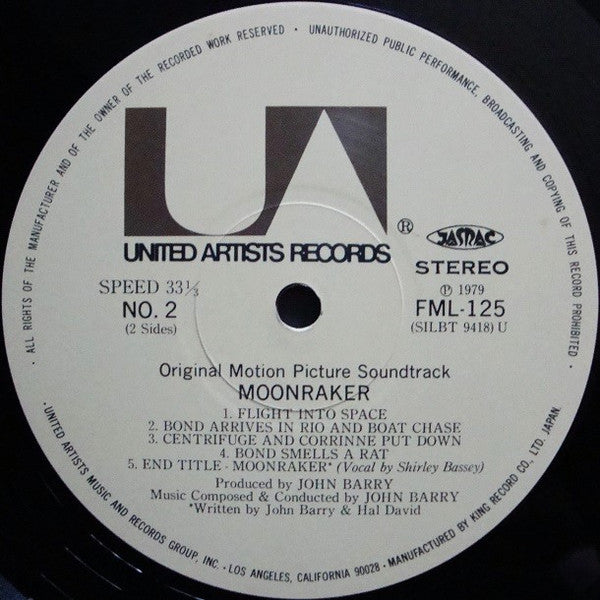 · ALL RIGHTS OF THE MANUFACTURER AND OF THE OWNER OF THE RECORDED WORK RESERVED · UNAUTHORIZED PUBLIC PERFORMANCE, BROADCASTING AND COPYING OF THIS RECORD PROHIBITED ·
UA
®
UNITED ARTISTS RECORDS
JASRAC
STEREO
SPEED 33⅓
NO. 2
(2 Sides)
Ⓟ 1979
FML-125
(SILBT 9418) U
Original Motion Picture Soundtrack
MOONRAKER
1. FLIGHT INTO SPACE
2. BOND ARRIVES IN RIO AND BOAT CHASE
3. CENTRIFUGE AND CORRINNE PUT DOWN
4. BOND SMELLS A RAT
5. END TITLE - MOONRAKER* (Vocal by Shirley Bassey)
Produced by JOHN BARRY
Music Composed & Conducted by JOHN BARRY
*Written by John Barry & Hal David
· UNITED ARTISTS MUSIC AND RECORDS GROUP, INC. · LOS ANGELES, CALIFORNIA 90028 · MANUFACTURED BY KING RECORD CO., LTD. JAPAN.